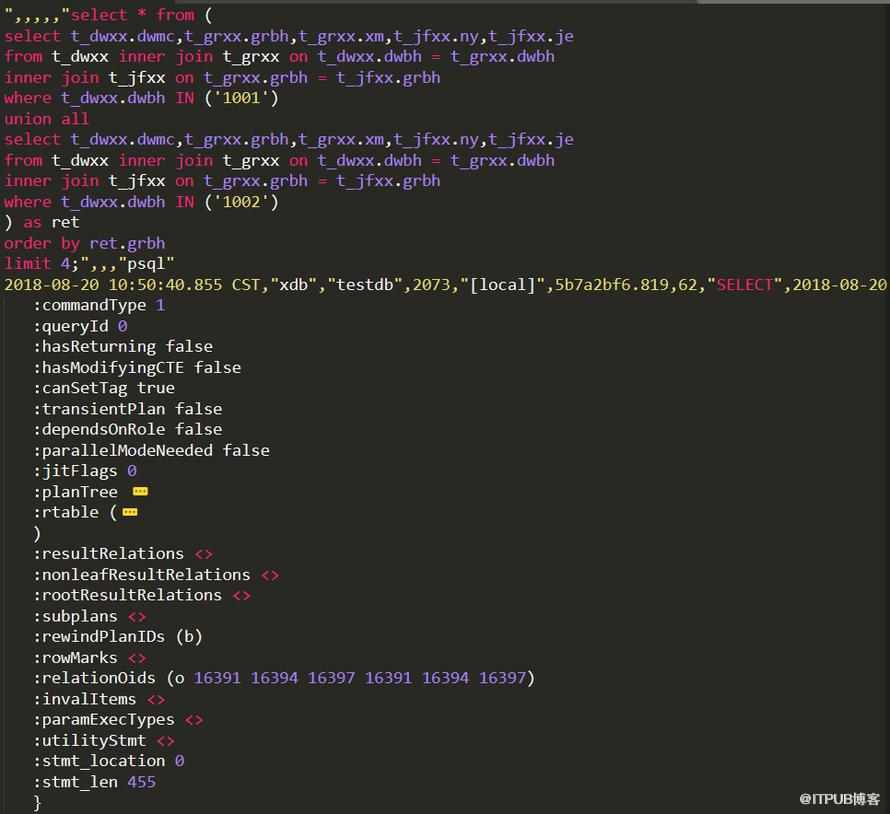 ",,,,,"select * from (
select t_dwxx.dwmc,t_grxx.grbh,t_grxx.xm,t_jfxx.ny,t_jfxx.je
from t_dwxx inner join t_grxx on t_dwxx.dwbh = t_grxx.dwbh
inner join t_jfxx on t_grxx.grbh = t_jfxx.grbh
where t_dwxx.dwbh IN ('1001')
union all
select t_dwxx.dwmc,t_grxx.grbh,t_grxx.xm,t_jfxx.ny,t_jfxx.je
from t_dwxx inner join t_grxx on t_dwxx.dwbh = t_grxx.dwbh
inner join t_jfxx on t_grxx.grbh = t_jfxx.grbh
where t_dwxx.dwbh IN ('1002')
) as ret
order by ret.grbh
limit 4;",,,"psql"
2018-08-20 10:50:40.855 CST,"xdb","testdb",2073,"[local]",5b7a2bf6.819,62,"SELECT",2018-08-20
:commandType 1
:queryId 0
:hasReturning false
:hasModifyingCTE false
:canSetTag true
:transientPlan false
:dependsOnRole false
:parallelModeNeeded false
:jitFlags 0
:planTree
:rtable (
)
:resultRelations <>
:nonleafResultRelations <>
:rootResultRelations <>
:subplans <>
:rewindPlanIDs (b)
:rowMarks <>
:relationOids (o 16391 16394 16397 16391 16394 16397)
:invalItems <>
:paramExecTypes <>
:utilityStmt <>
:stmt_location 0
:stmt_len 455
}
@ITPUB博客